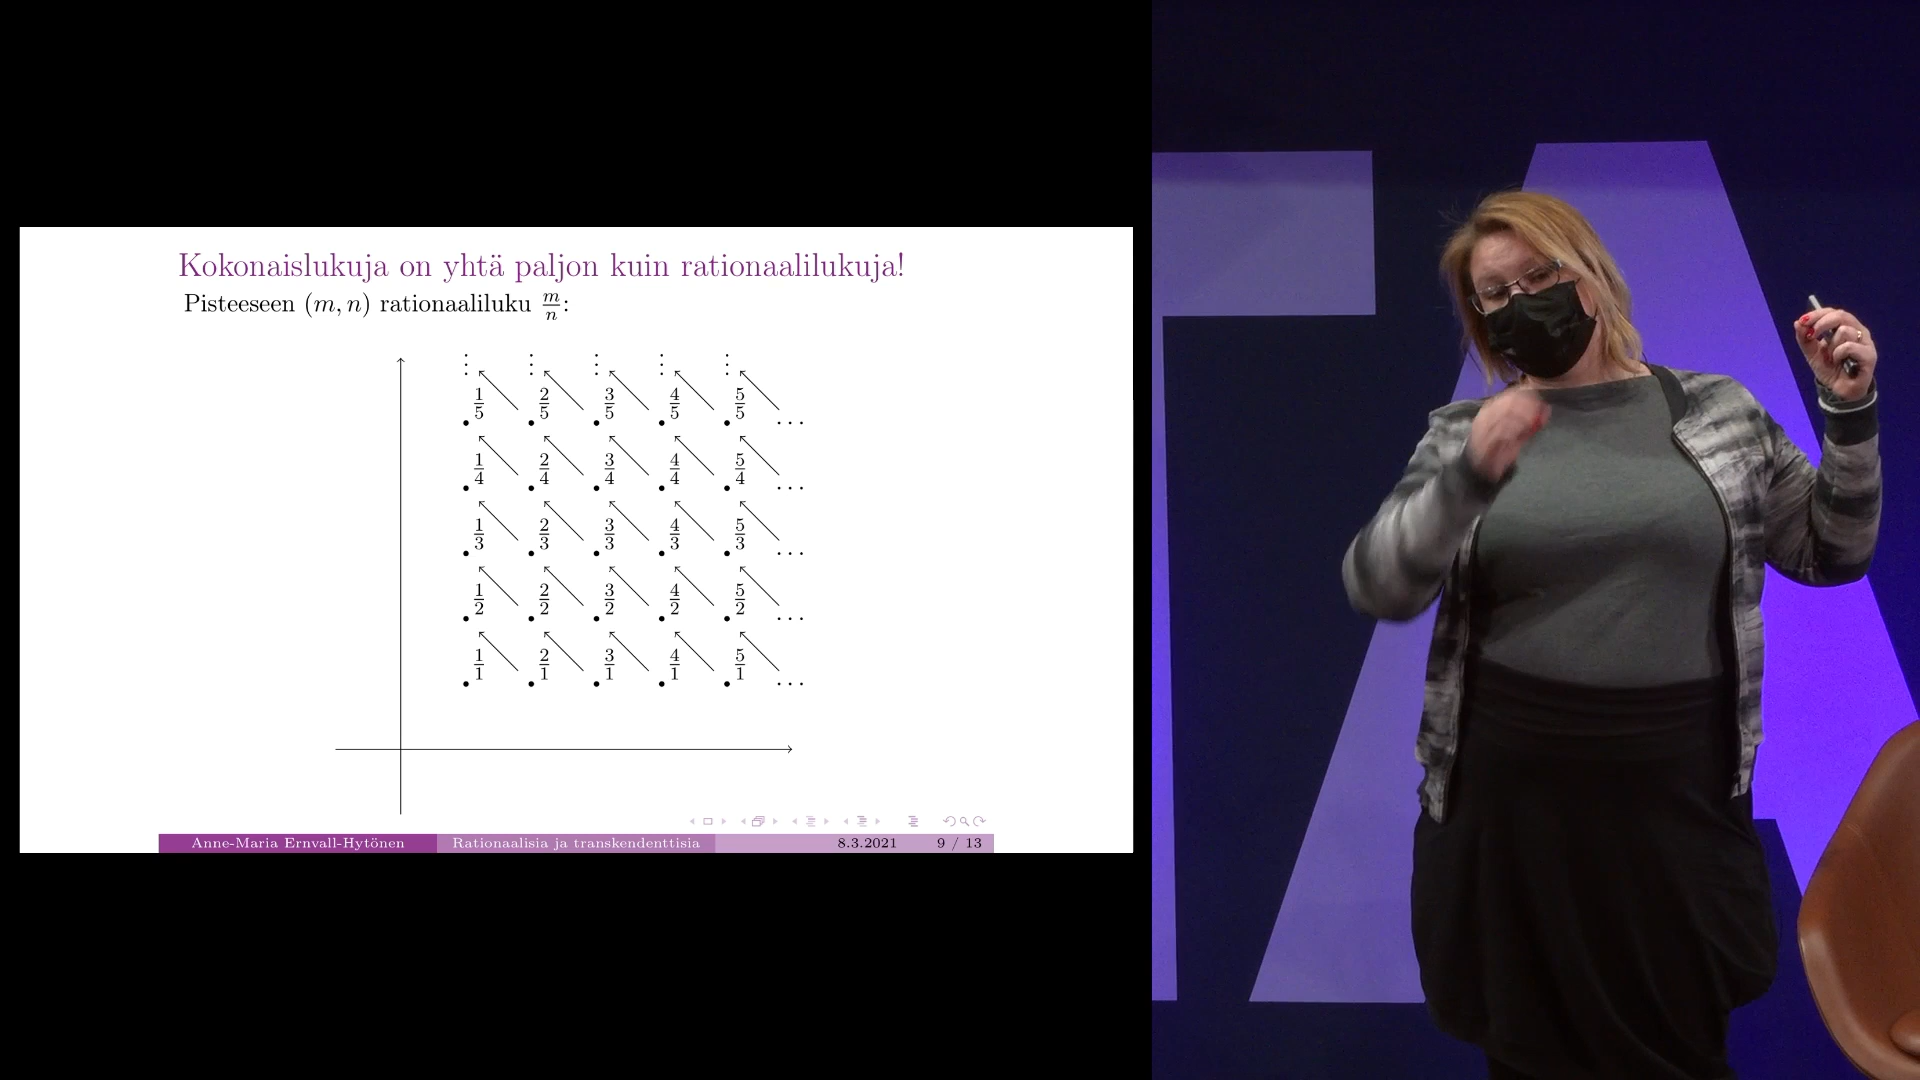 Kokonaislukuja on yhtä paljon kuin rationaalilukuja!
Pisteeseen (m, n) rationaaliluku m/n:
⋮ ⋮ ⋮ ⋮ ⋮
1/5 2/5 3/5 4/5 5/5 ...
1/4 2/4 3/4 4/4 5/4 ...
1/3 2/3 3/3 4/3 5/3 ...
1/2 2/2 3/2 4/2 5/2 ...
1/1 2/1 3/1 4/1 5/1 ...
Anne-Maria Ernvall-Hytönen Rationaalisia ja transkendenttisia 8.3.2021 9 / 13
TA